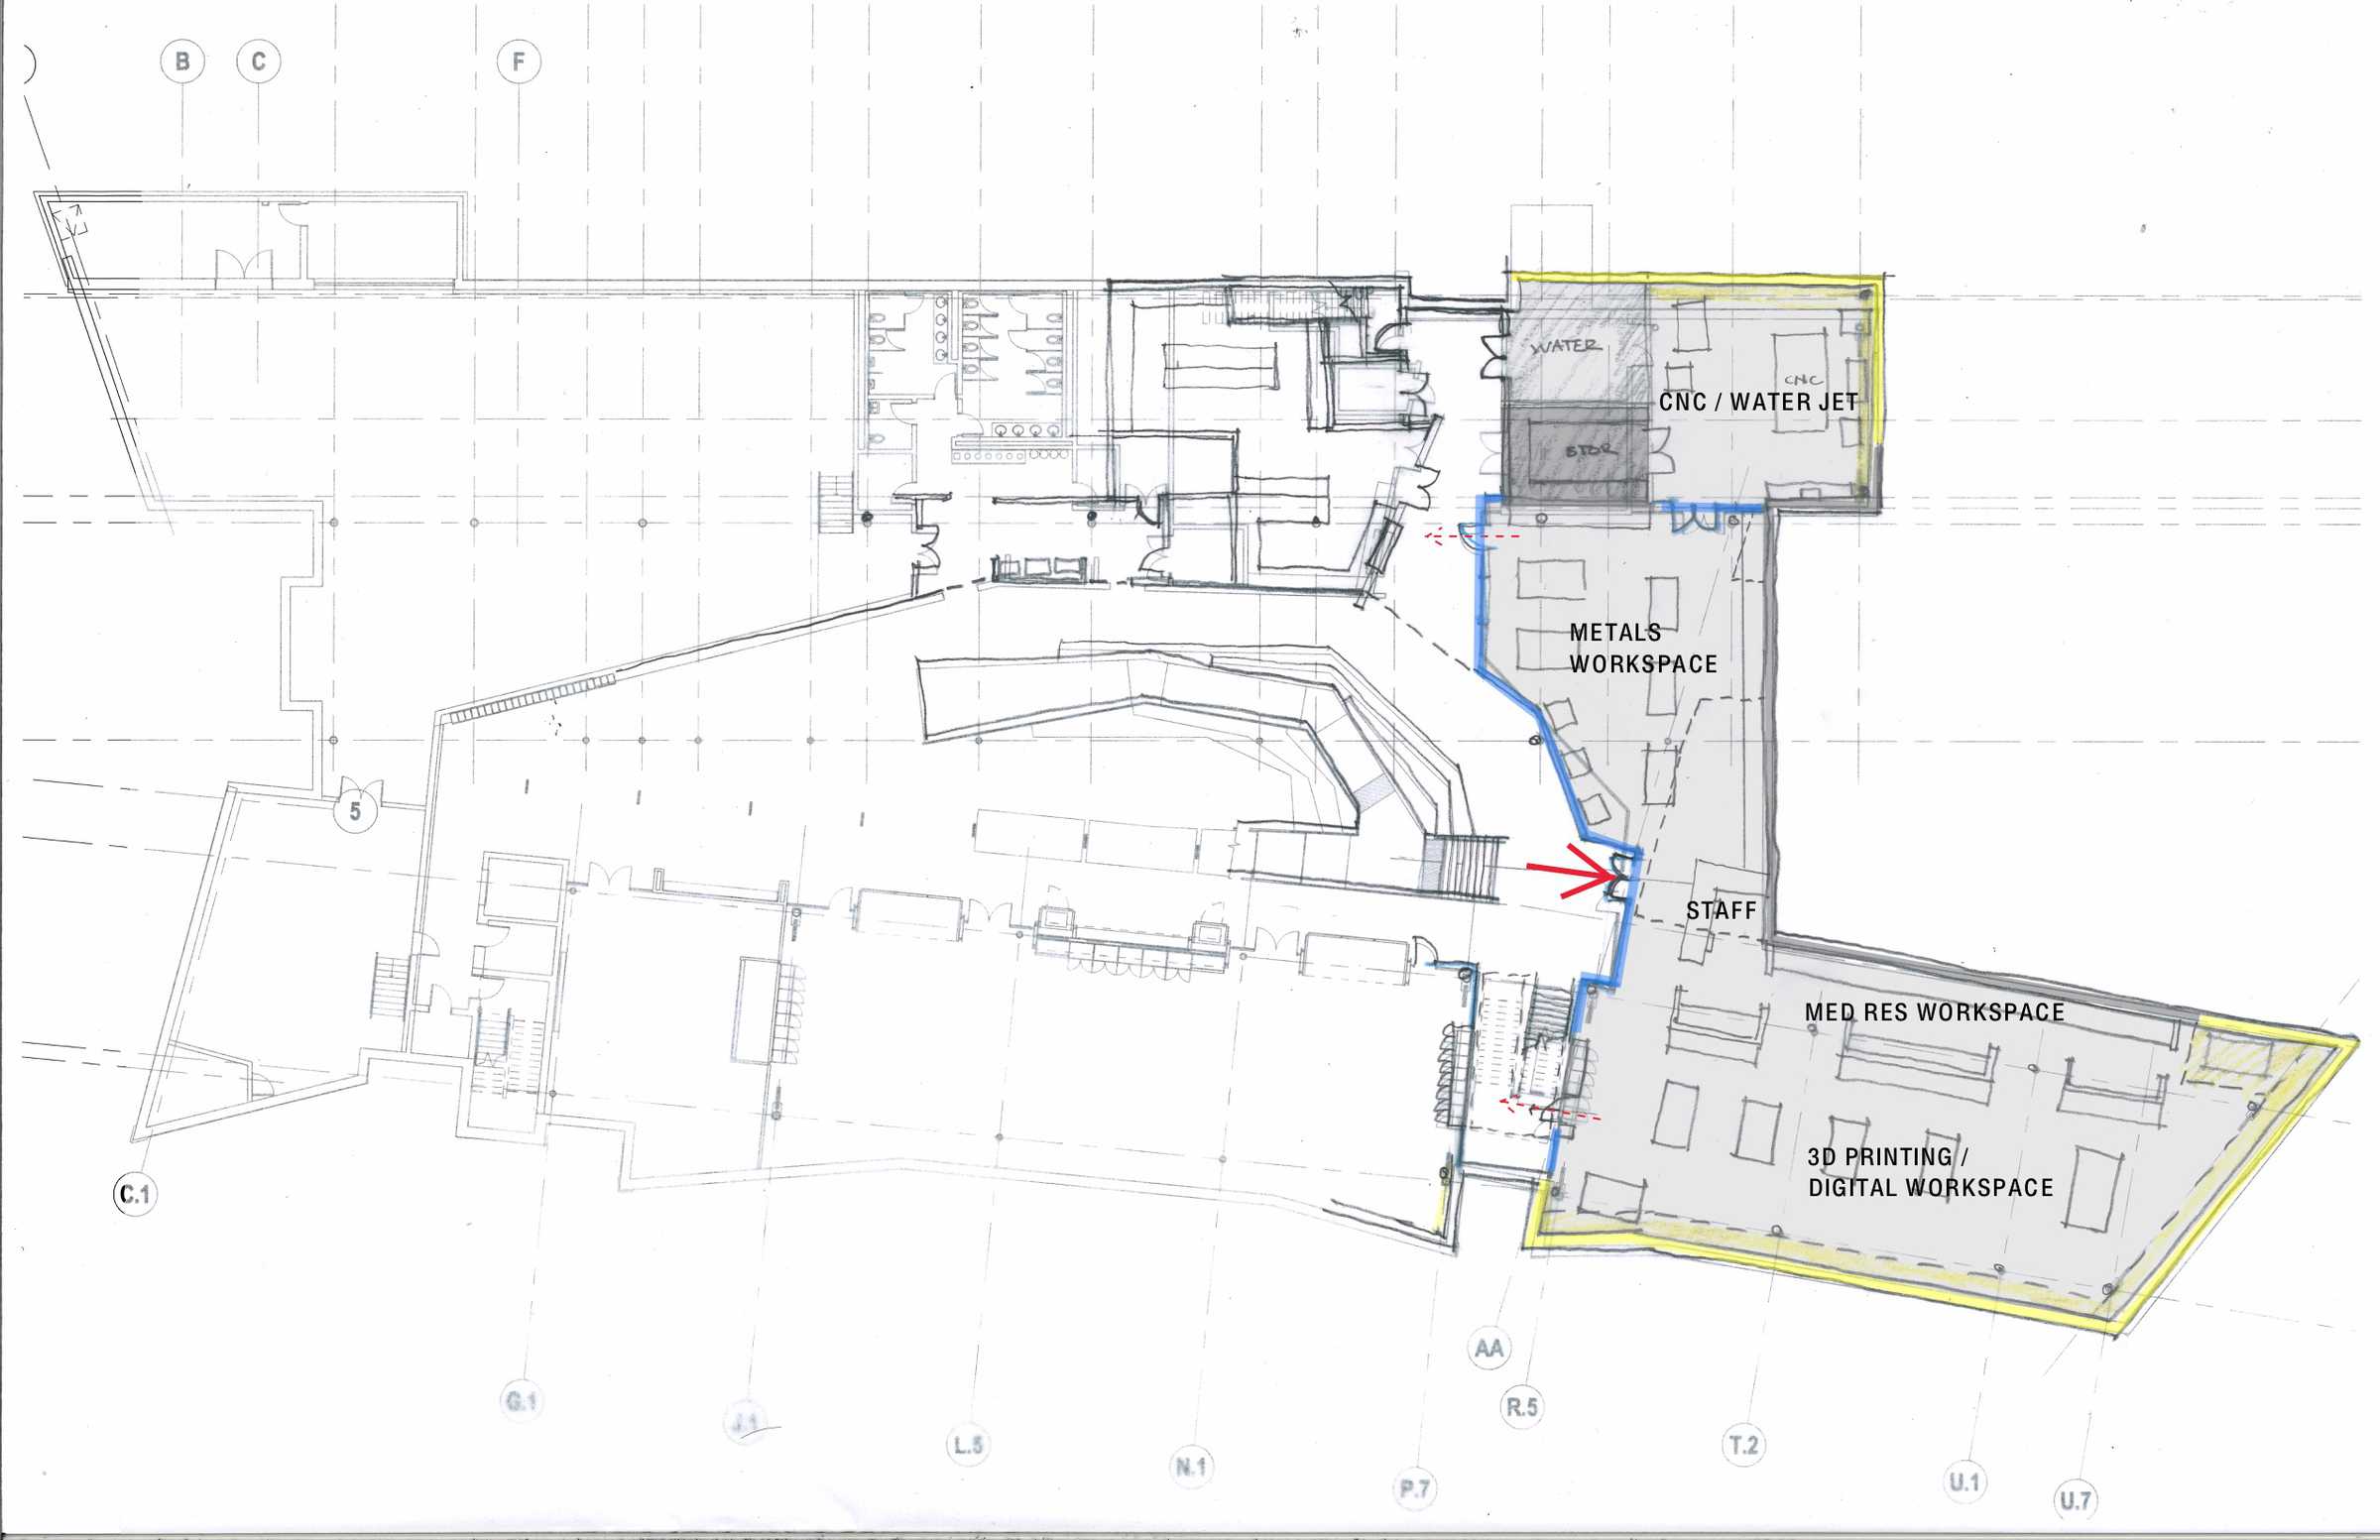 B
C
F
WATER
CNC
CNC / WATER JET
STOR
METALS
WORKSPACE
5
STAFF
MED RES WORKSPACE
3D PRINTING /
DIGITAL WORKSPACE
C.1
AA
G.1
R.5
J.1
L.5
T.2
N.1
U.1
P.7
U.7